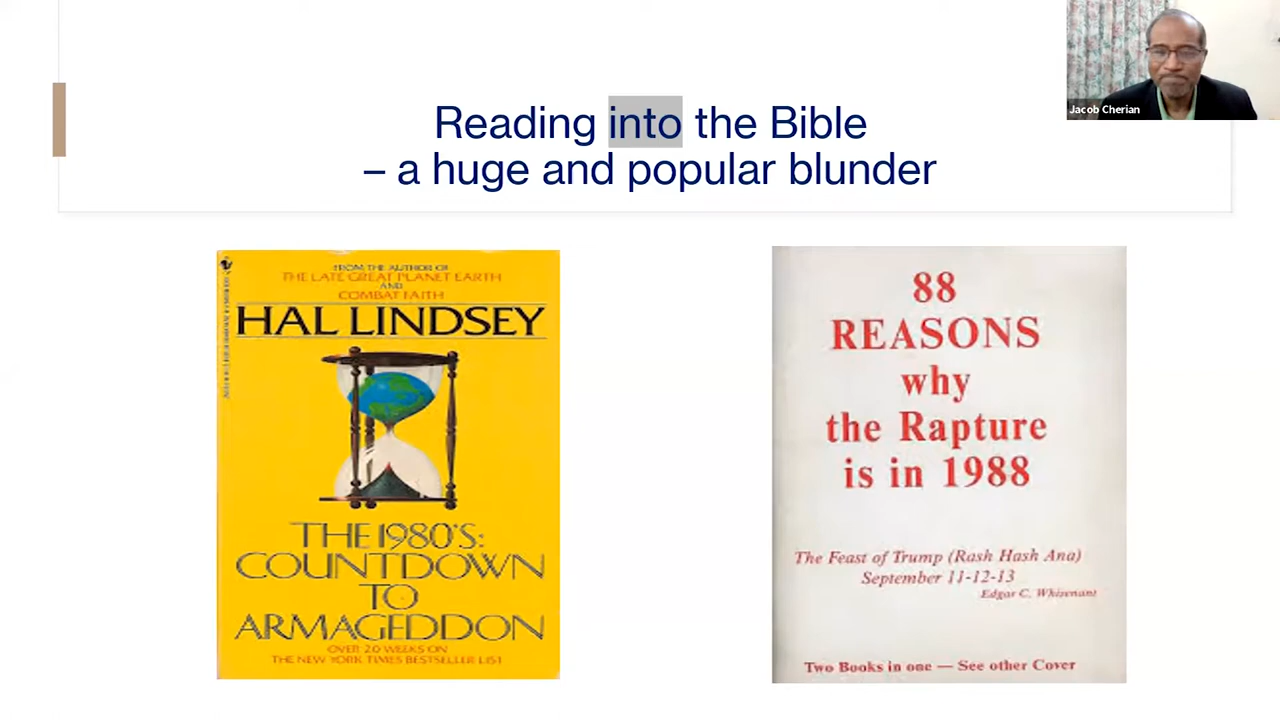 Jacob Cherian
Reading into the Bible
– a huge and popular blunder
FROM THE AUTHOR OF
THE LATE GREAT PLANET EARTH
AND
COMBAT FAITH
HAL LINDSEY
THE 1980'S:
COUNTDOWN
TO
ARMAGEDDON
OVER 20 WEEKS ON
THE NEW YORK TIMES BESTSELLER LIST
88
REASONS
why
the Rapture
is in 1988
The Feast of Trump (Rash Hash Ana)
September 11-12-13
Edgar C. Whisenant
Two Books in one — See other Cover